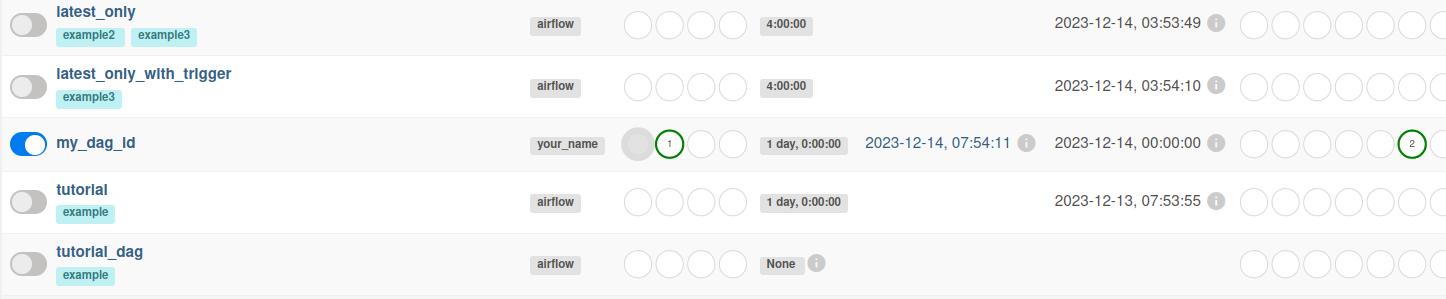 latest_only
example2 example3
airflow
4:00:00
2023-12-14, 03:53:49
latest_only_with_trigger
example3
airflow
4:00:00
2023-12-14, 03:54:10
my_dag_id
your_name
1
1 day, 0:00:00
2023-12-14, 07:54:11
2023-12-14, 00:00:00
2
tutorial
example
airflow
1 day, 0:00:00
2023-12-13, 07:53:55
tutorial_dag
example
airflow
None